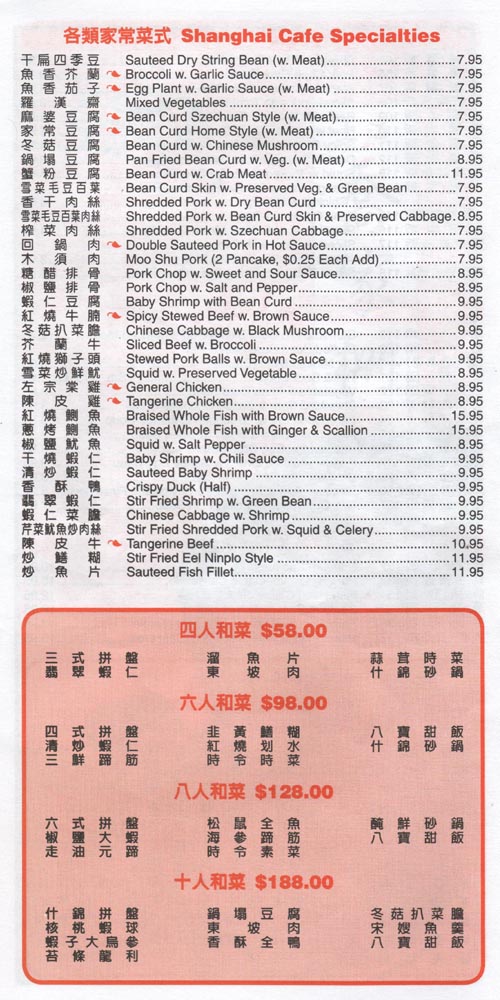 各類家常菜式 Shanghai Cafe Specialties
干扁四季豆 Sauteed Dry String Bean (w. Meat) 7.95
魚香芥蘭 Broccoli w. Garlic Sauce 7.95
魚香茄子 Egg Plant w. Garlic Sauce (w. Meat) 7.95
羅漢齋 Mixed Vegetables 7.95
麻婆豆腐 Bean Curd Szechuan Style (w. Meat) 7.95
家常豆腐 Bean Curd Home Style (w. Meat) 7.95
冬菇豆腐 Bean Curd w. Chinese Mushroom 7.95
鍋塌豆腐 Pan Fried Bean Curd w. Veg. (w. Meat) 8.95
蟹粉豆腐 Bean Curd w. Crab Meat 11.95
雪菜毛豆百葉 Bean Curd Skin w. Preserved Veg. & Green Bean 7.95
香干肉絲 Shredded Pork w. Dry Bean Curd 7.95
雪菜毛豆百葉肉絲 Shredded Pork w. Bean Curd Skin & Preserved Cabbage 8.95
榨菜肉絲 Shredded Pork w. Szechuan Cabbage 7.95
回鍋肉 Double Sauteed Pork in Hot Sauce 7.95
木須肉 Moo Shu Pork (2 Pancake, $0.25 Each Add) 7.95
糖醋排骨 Pork Chop w. Sweet and Sour Sauce 8.95
椒鹽排骨 Pork Chop w. Salt and Pepper 8.95
蝦仁豆腐 Baby Shrimp with Bean Curd 9.95
紅燒牛腩 Spicy Stewed Beef w. Brown Sauce 9.95
冬菇扒菜膽 Chinese Cabbage w. Black Mushroom 9.95
芥蘭牛 Sliced Beef w. Broccoli 9.95
紅燒獅子頭 Stewed Pork Balls w. Brown Sauce 9.95
雪菜炒鮮魷 Squid w. Preserved Vegetable 8.95
左宗棠雞 General Chicken 8.95
陳皮雞 Tangerine Chicken 8.95
紅燒鯽魚 Braised Whole Fish with Brown Sauce 15.95
蔥烤鯽魚 Braised Whole Fish with Ginger & Scallion 15.95
椒鹽魷魚 Squid w. Salt Pepper 8.95
干燒蝦仁 Baby Shrimp w. Chili Sauce 9.95
清炒蝦仁 Sauteed Baby Shrimp 9.95
香酥鴨 Crispy Duck (Half) 9.95
翡翠蝦仁 Stir Fried Shrimp w. Green Bean 9.95
蝦仁菜膽 Chinese Cabbage w. Shrimp 9.95
芹菜魷魚炒肉絲 Stir Fried Shredded Pork w. Squid & Celery 9.95
陳皮牛 Tangerine Beef 10.95
炒鱔糊 Stir Fried Eel Ninplo Style 11.95
炒魚片 Sauteed Fish Fillet 11.95
四人和菜 $58.00
三式拼盤 溜魚片 蒜茸時菜
翡翠蝦仁 東坡肉 什錦砂鍋
六人和菜 $98.00
四式拼盤 韭黃鱔糊 八寶甜飯
清炒蝦仁 紅燒划水 什錦砂鍋
三鮮蹄筋 時令時菜
八人和菜 $128.00
六式拼盤 松鼠全魚 醃鮮砂鍋
椒鹽大蝦 海參蹄筋 八寶甜飯
走油元蹄 時令素菜
十人和菜 $188.00
什錦拼盤 鍋塌豆腐 冬菇扒菜膽
核桃蝦球 東坡肉 宋嫂魚羹
蝦子大烏參 香酥全鴨 八寶甜飯
苔條龍利